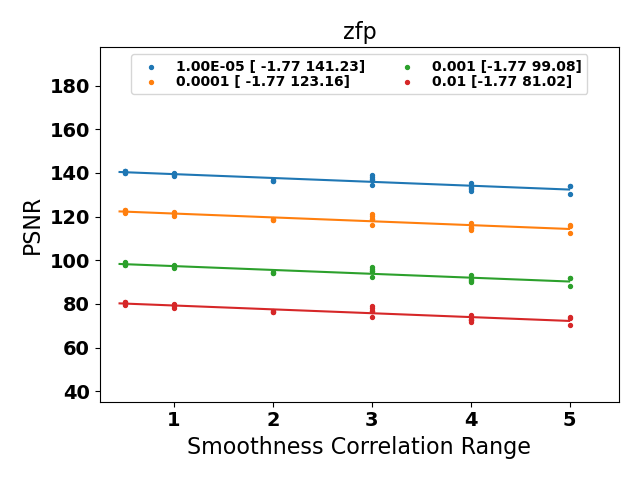 zfp
1.00E-05 [ -1.77 141.23]
0.0001 [ -1.77 123.16]
0.001 [-1.77 99.08]
0.01 [-1.77 81.02]
PSNR
180
160
140
120
100
80
60
40
1 2 3 4 5
Smoothness Correlation Range